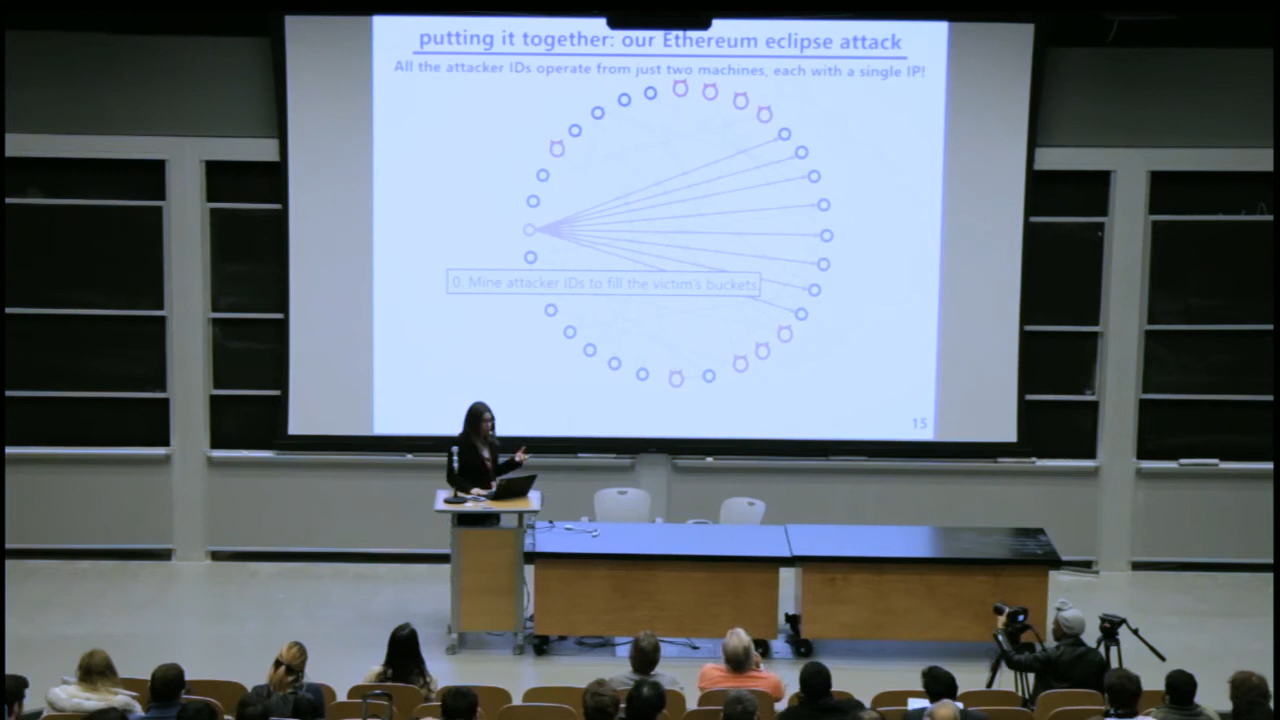 putting it together: our Ethereum eclipse attack
All the attacker IDs operate from just two machines, each with a single IP!
0. Mine attacker IDs to fill the victim's buckets
15